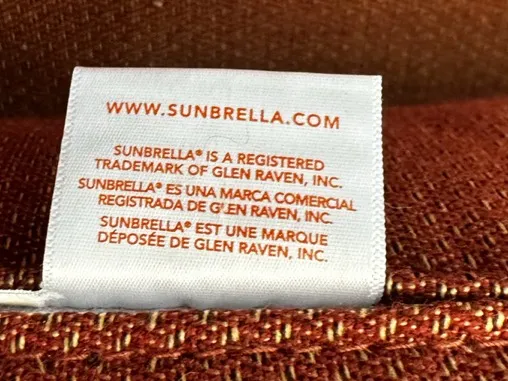 WWW.SUNBRELLA.COM
SUNBRELLA® IS A REGISTERED
TRADEMARK OF GLEN RAVEN, INC.
SUNBRELLA® ES UNA MARCA COMERCIAL
REGISTRADA DE GLEN RAVEN, INC.
SUNBRELLA® EST UNE MARQUE
DÉPOSÉE DE GLEN RAVEN, INC.